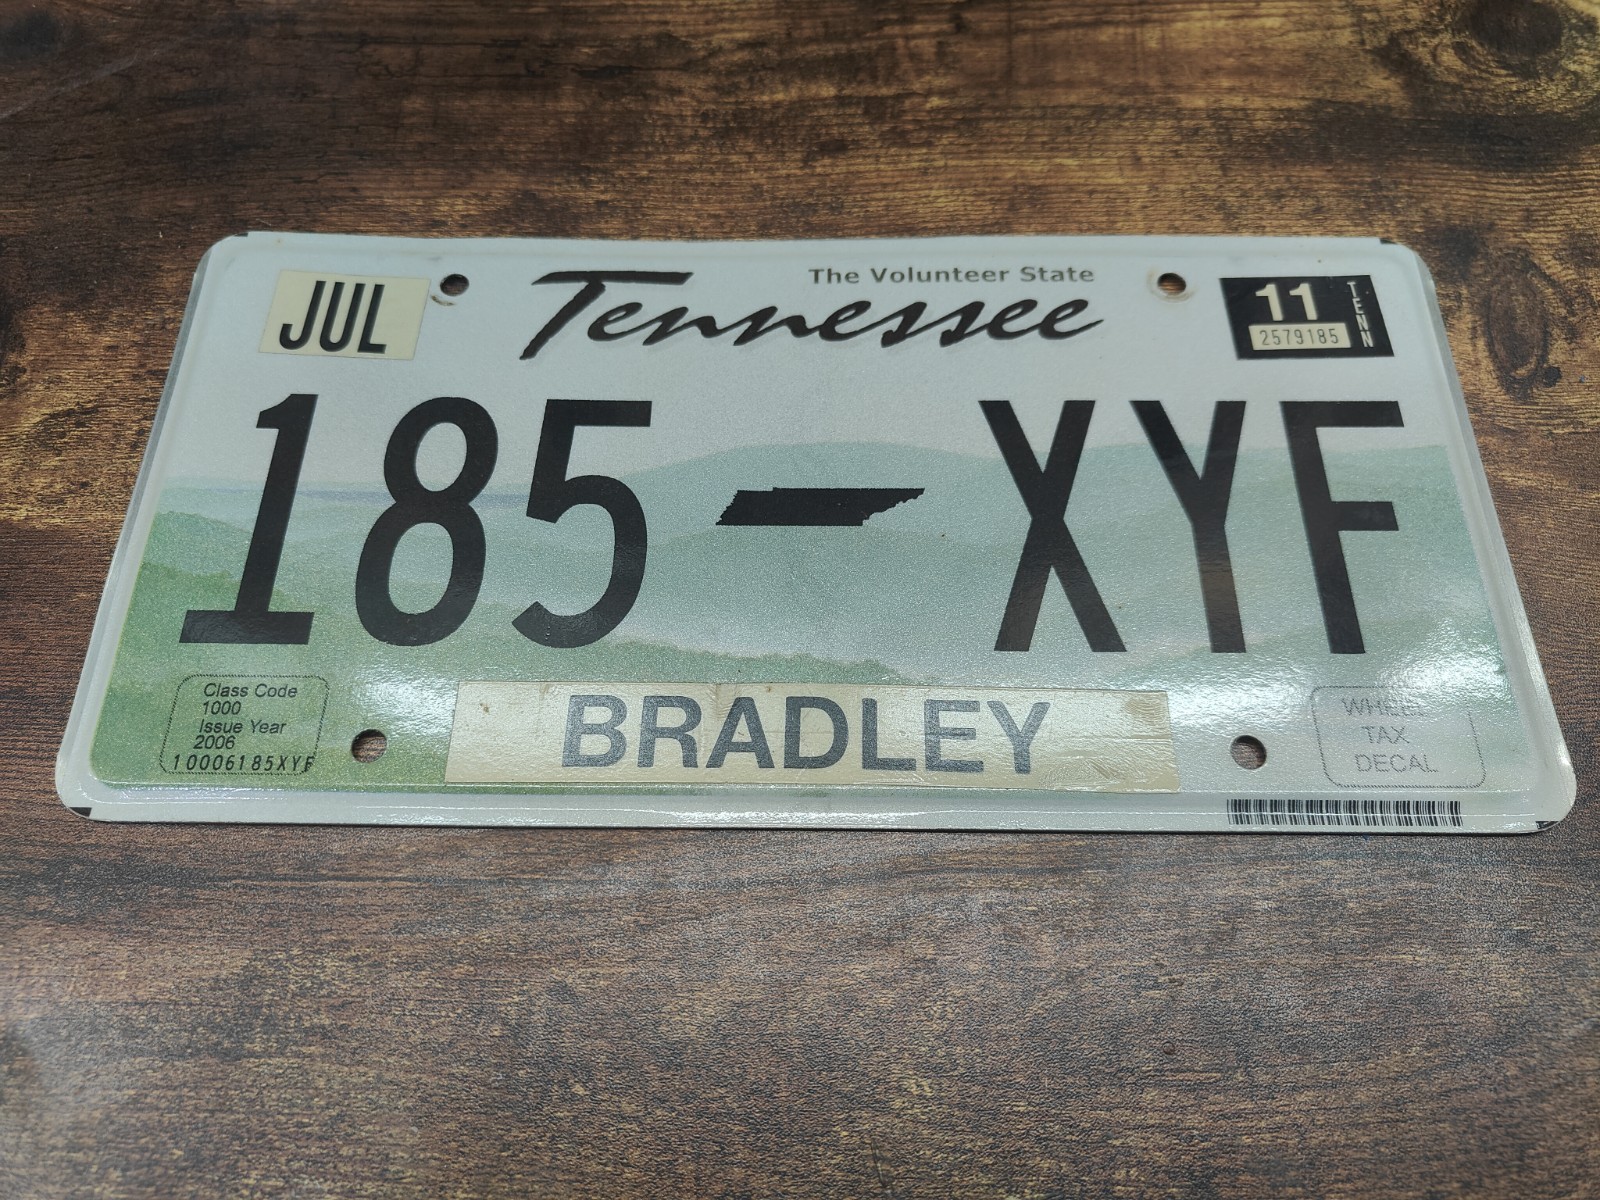 JUL
The Volunteer State
Tennessee
11
TENN
2579185
185 XYF
Class Code
1000
Issue Year
2006
10006185XYF
BRADLEY
WHEEL
TAX
DECAL